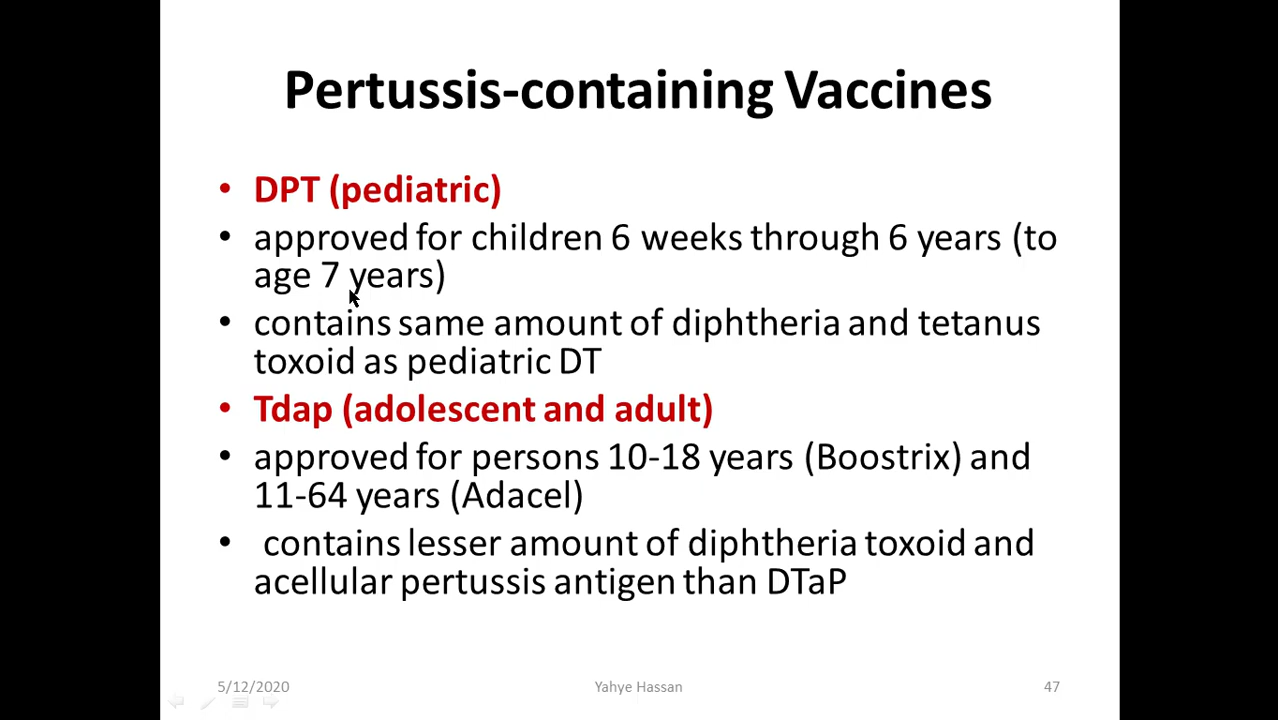 Pertussis-containing Vaccines
• DPT (pediatric)
• approved for children 6 weeks through 6 years (to
age 7 years)
• contains same amount of diphtheria and tetanus
toxoid as pediatric DT
• Tdap (adolescent and adult)
• approved for persons 10-18 years (Boostrix) and
11-64 years (Adacel)
• contains lesser amount of diphtheria toxoid and
acellular pertussis antigen than DTaP
5/12/2020 Yahye Hassan 47